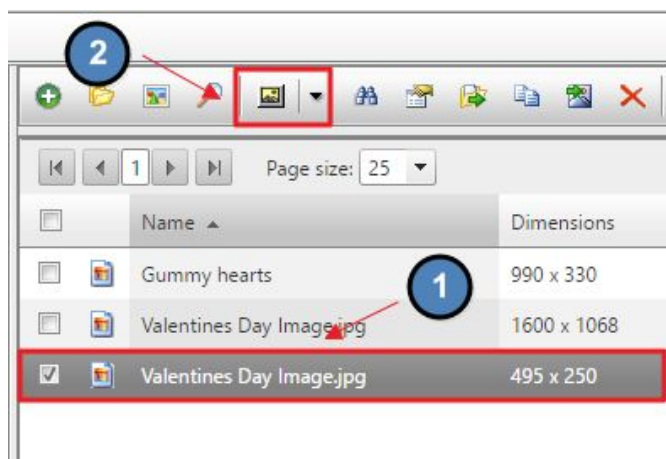 2
1 Page size: 25
Name Dimensions
Gummy hearts 990 x 330
1
Valentines Day Image.jpg 1600 x 1068
Valentines Day Image.jpg 495 x 250